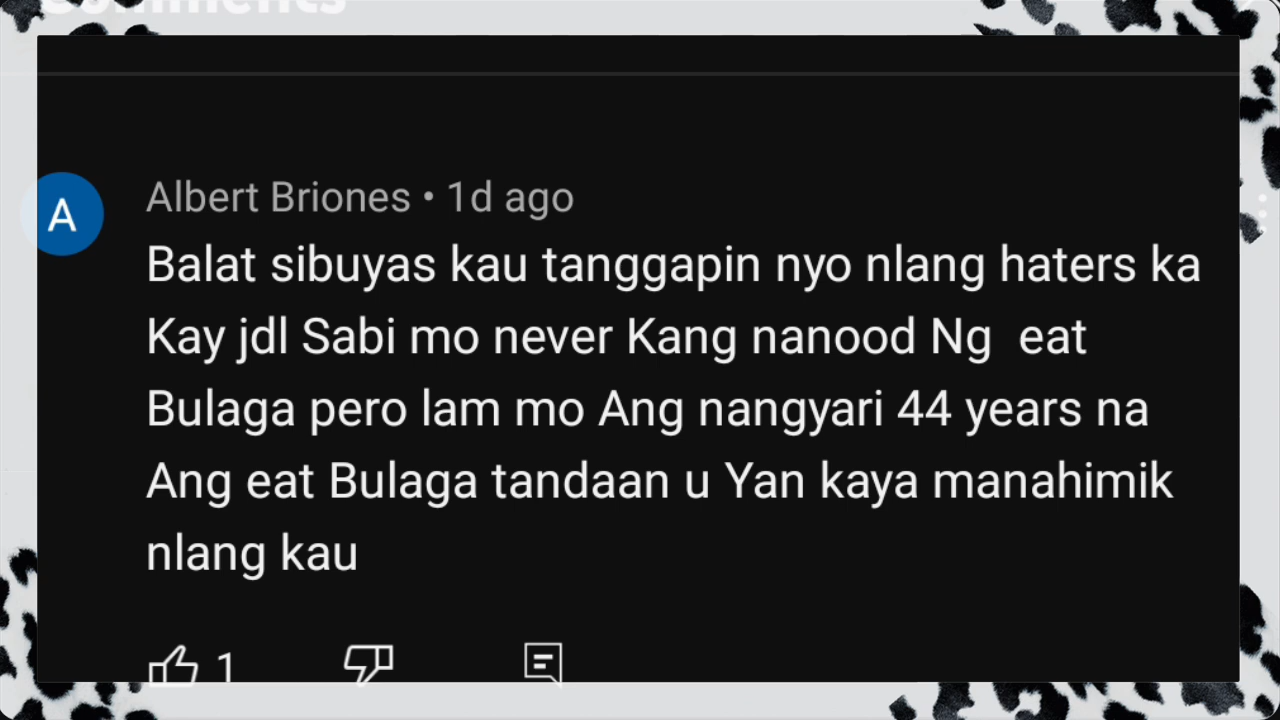 Comments
A
Albert Briones • 1d ago
Balat sibuyas kau tanggapin nyo nlang haters ka
Kay jdl Sabi mo never Kang nanood Ng  eat
Bulaga pero lam mo Ang nangyari 44 years na
Ang eat Bulaga tandaan u Yan kaya manahimik
nlang kau
1